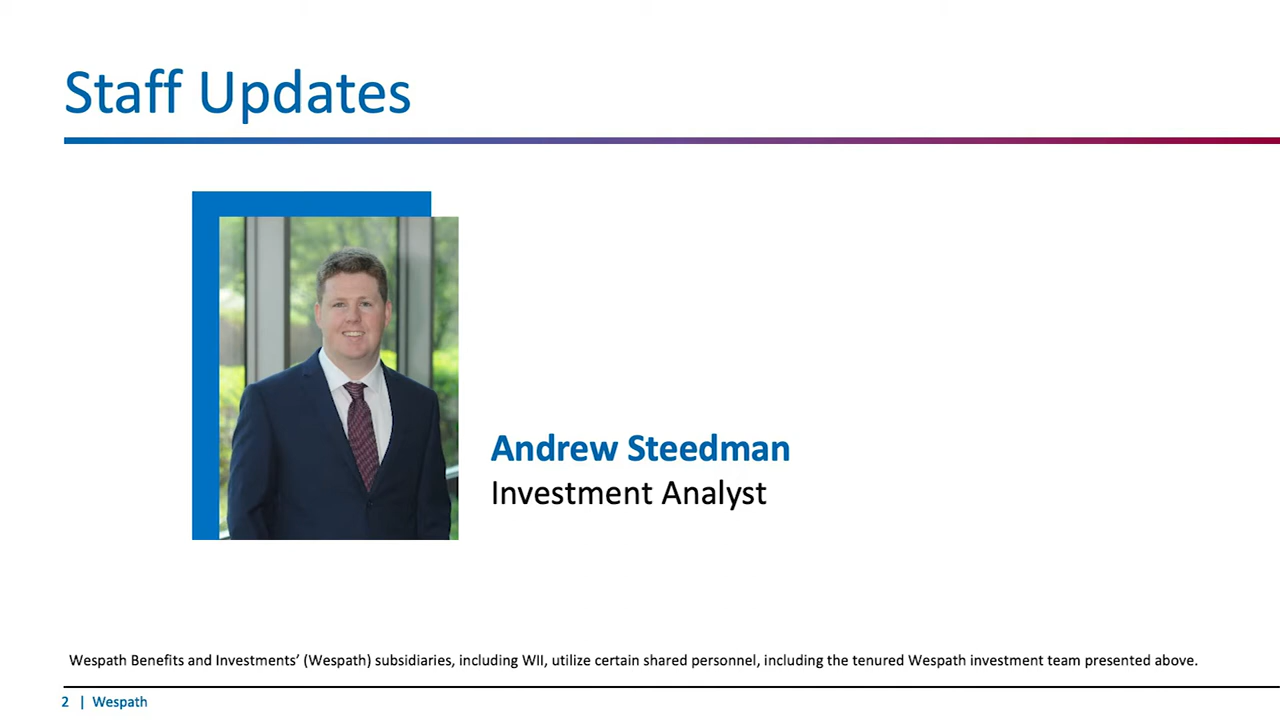 Staff Updates
Andrew Steedman
Investment Analyst
Wespath Benefits and Investments’ (Wespath) subsidiaries, including WII, utilize certain shared personnel, including the tenured Wespath investment team presented above.
2 | Wespath